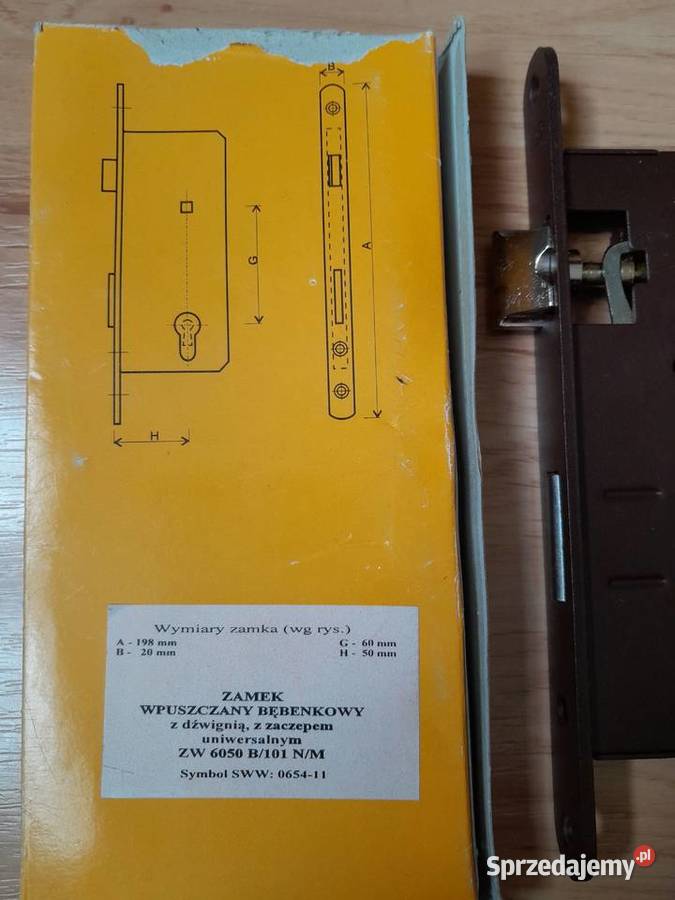 B
A
G
H
Wymiary zamka (wg rys.)
A - 198 mm G - 60 mm
B - 20 mm H - 50 mm
ZAMEK
WPUSZCZANY BĘBENKOWY
z dźwignią, z zaczepem
uniwersalnym
ZW 6050 B/101 N/M
Symbol SWW: 0654-11
Sprzedajemy.pl